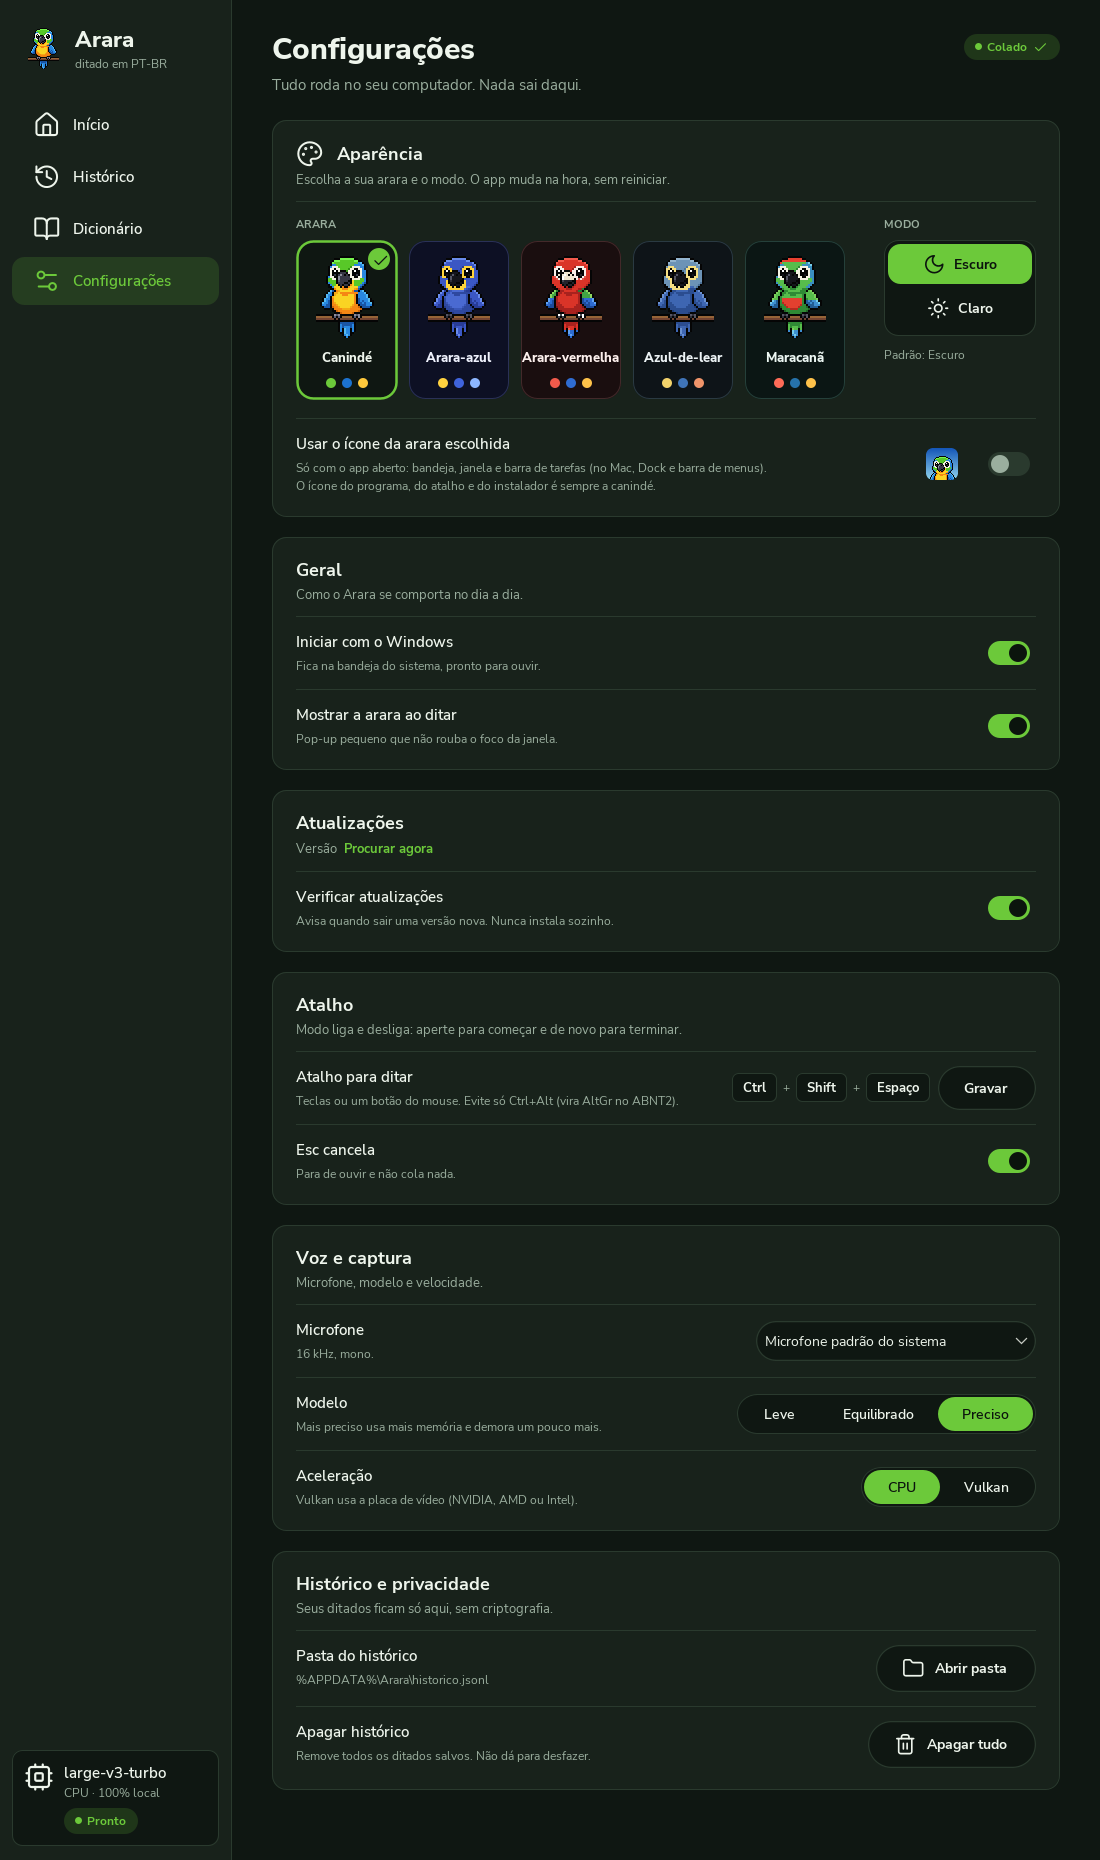 Arara
ditado em PT-BR
Início
Histórico
Dicionário
Configurações
large-v3-turbo
CPU · 100% local
Pronto
Configurações
Colado
Tudo roda no seu computador. Nada sai daqui.
Aparência
Escolha a sua arara e o modo. O app muda na hora, sem reiniciar.
ARARA
MODO
Canindé
Arara-azul
Arara-vermelha
Azul-de-lear
Maracanã
Escuro
Claro
Padrão: Escuro
Usar o ícone da arara escolhida
Só com o app aberto: bandeja, janela e barra de tarefas (no Mac, Dock e barra de menus).
O ícone do programa, do atalho e do instalador é sempre a canindé.
Geral
Como o Arara se comporta no dia a dia.
Iniciar com o Windows
Fica na bandeja do sistema, pronto para ouvir.
Mostrar a arara ao ditar
Pop-up pequeno que não rouba o foco da janela.
Atualizações
Versão Procurar agora
Verificar atualizações
Avisa quando sair uma versão nova. Nunca instala sozinho.
Atalho
Modo liga e desliga: aperte para começar e de novo para terminar.
Atalho para ditar
Teclas ou um botão do mouse. Evite só Ctrl+Alt (vira AltGr no ABNT2).
Ctrl + Shift + Espaço Gravar
Esc cancela
Para de ouvir e não cola nada.
Voz e captura
Microfone, modelo e velocidade.
Microfone
16 kHz, mono.
Microfone padrão do sistema
Modelo
Mais preciso usa mais memória e demora um pouco mais.
Leve Equilibrado Preciso
Aceleração
Vulkan usa a placa de vídeo (NVIDIA, AMD ou Intel).
CPU Vulkan
Histórico e privacidade
Seus ditados ficam só aqui, sem criptografia.
Pasta do histórico
%APPDATA%\Arara\historico.jsonl
Abrir pasta
Apagar histórico
Remove todos os ditados salvos. Não dá para desfazer.
Apagar tudo